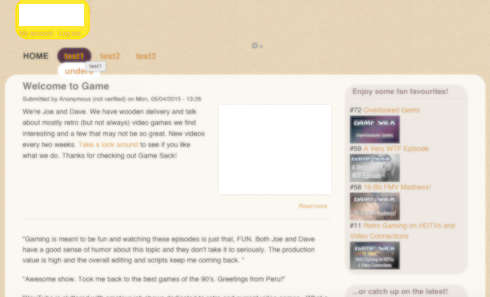 My account Log out
HOME test1 test2 test3
test1
under
Welcome to Game
Submitted by Anonymous (not verified) on Mon, 05/04/2015 - 13:28
We're Joe and Dave. We have wooden delivery and talk
about mostly retro (but not always) video games we find
interesting and a few that may not be so great. New videos
every two weeks. Take a look around to see if you like
what we do. Thanks for checking out Game Sack!
Read more
"Gaming is meant to be fun and watching these episodes is just that, FUN. Both Joe and Dave
have a good sense of humor about this topic and they don't take it to seriously. The production
value is high and the overall editing and scripts keep me coming back. "
"Awesome show. Took me back to the best games of the 90's. Greetings from Peru!"
Enjoy some fan favourites!
#72 Overlooked Gems
GAME SACK
#59 A Very WTF Episode
GAME SACK
A Very
WTF Episode!
#58 16-Bit FMV Madness!
GAME SACK
#11 Retro Gaming on HDTVs and
Video Connections
GAME SACK
...or catch up on the latest!